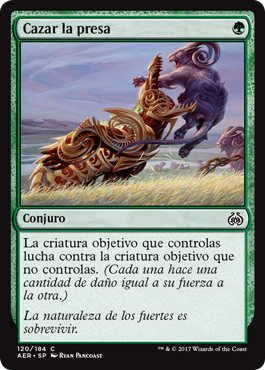 Cazar la presa
Conjuro
La criatura objetivo que controlas
lucha contra la criatura objetivo que
no controlas. (Cada una hace una
cantidad de daño igual a su fuerza a
la otra.)
La naturaleza de los fuertes es
sobrevivir.
120/184 C
AER • SP Ryan Pancoast
™ & © 2017 Wizards of the Coast